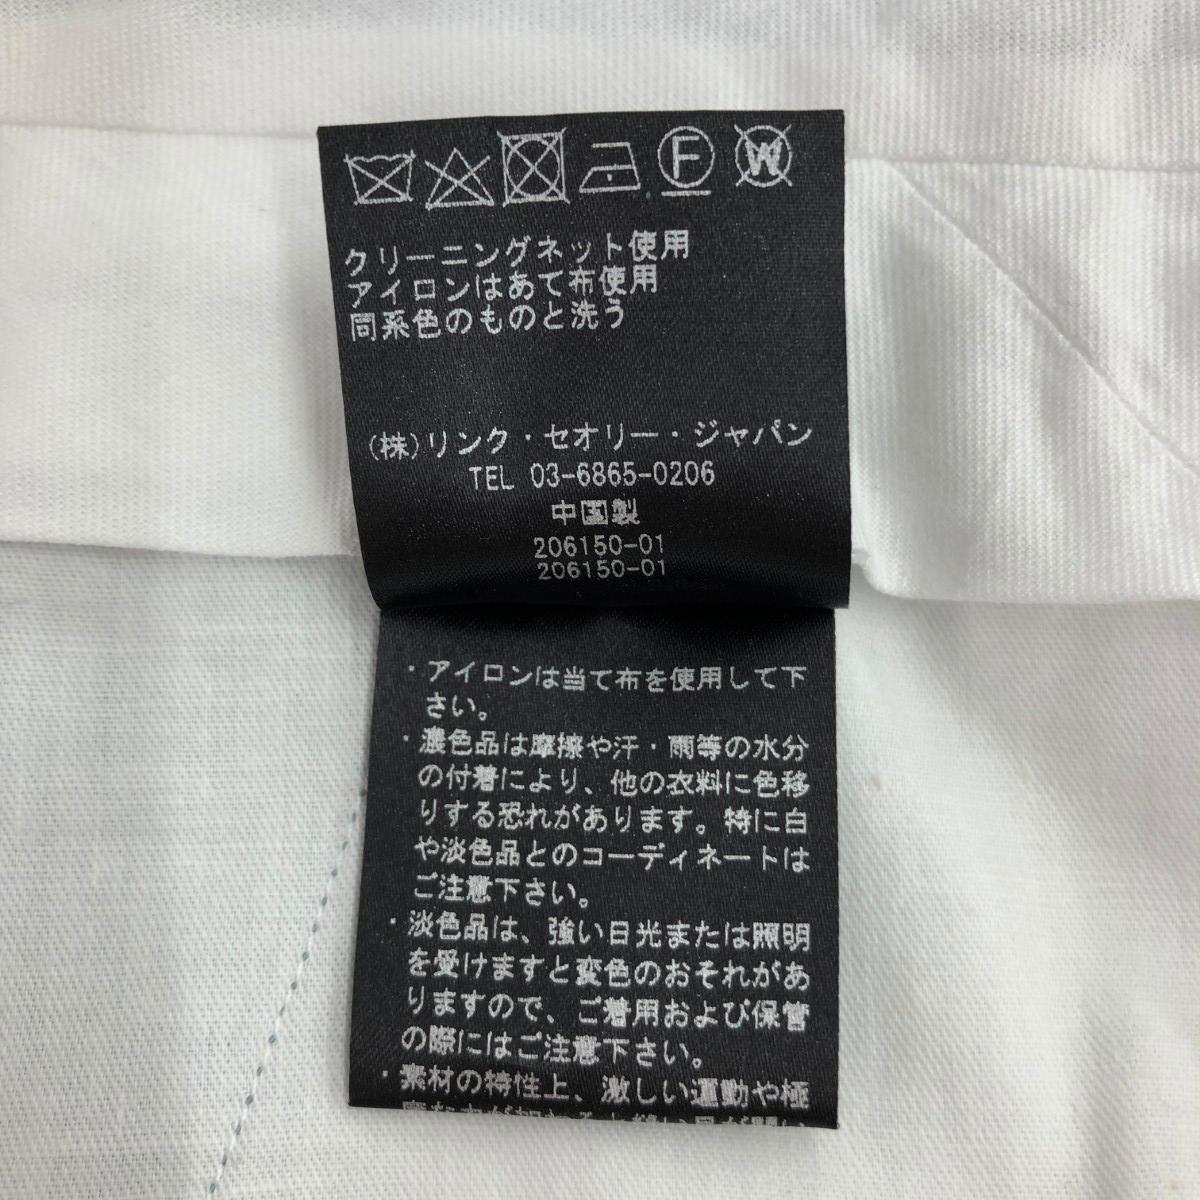 F W
クリーニングネット使用
アイロンはあて布使用
同系色のものと洗う
(株)リンク・セオリー・ジャパン
TEL 03-6865-0206
中国製
206150-01
206150-01
・アイロンは当て布を使用して下
さい。
・濃色品は摩擦や汗・雨等の水分
の付着により、他の衣料に色移
りする恐れがあります。特に白
や淡色品とのコーディネートは
ご注意下さい。
・淡色品は、強い日光または照明
を受けますと変色のおそれがあ
りますので、ご着用および保管
の際にはご注意下さい。
・素材の特性上、激しい運動や極